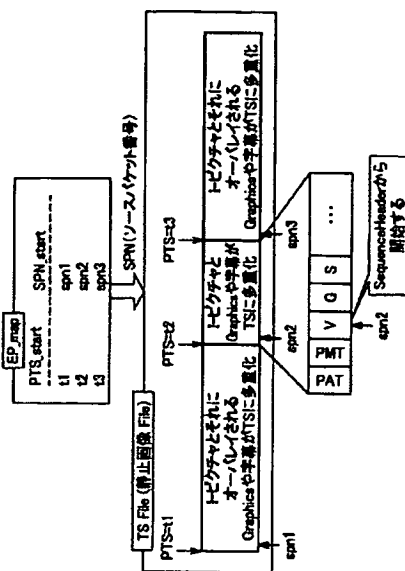 EP_map
PTS_start SPN_start
t1 spn1
t2 spn2
t3 spn3
SPN(ソースパケット番号)
TS File(静止画像 File)
PTS=t1
PTS=t2
PTS=t3
I-ピクチャとそれに
オーバレイされる
Graphicsや字幕がTSに多重化
I-ピクチャと
Graphicsや字幕が
TSに多重化
I-ピクチャとそれに
オーバレイされる
Graphicsや字幕がTSに多重化
spn1
spn2
spn3
PAT
PMT
V
G
S
...
spn2
SequenceHeaderから
開始する